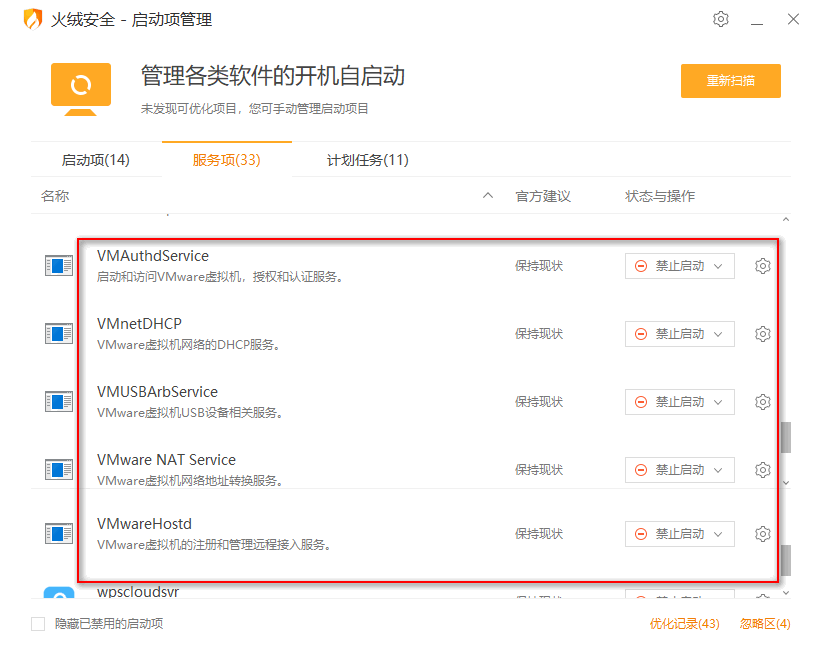 火绒安全 - 启动项管理
管理各类软件的开机自启动
未发现可优化项目，您可手动管理启动项目
重新扫描
启动项(14)
服务项(33)
计划任务(11)
名称
官方建议
状态与操作
VMAuthdService
启动和访问VMware虚拟机，授权和认证服务。
保持现状
禁止启动
VMnetDHCP
VMware虚拟机网络的DHCP服务。
保持现状
禁止启动
VMUSBArbService
VMware虚拟机USB设备相关服务。
保持现状
禁止启动
VMware NAT Service
VMware虚拟机网络地址转换服务。
保持现状
禁止启动
VMwareHostd
VMware虚拟机的注册和管理远程接入服务。
保持现状
禁止启动
wpscloudsvr
隐藏已禁用的启动项
优化记录(43)
忽略区(4)